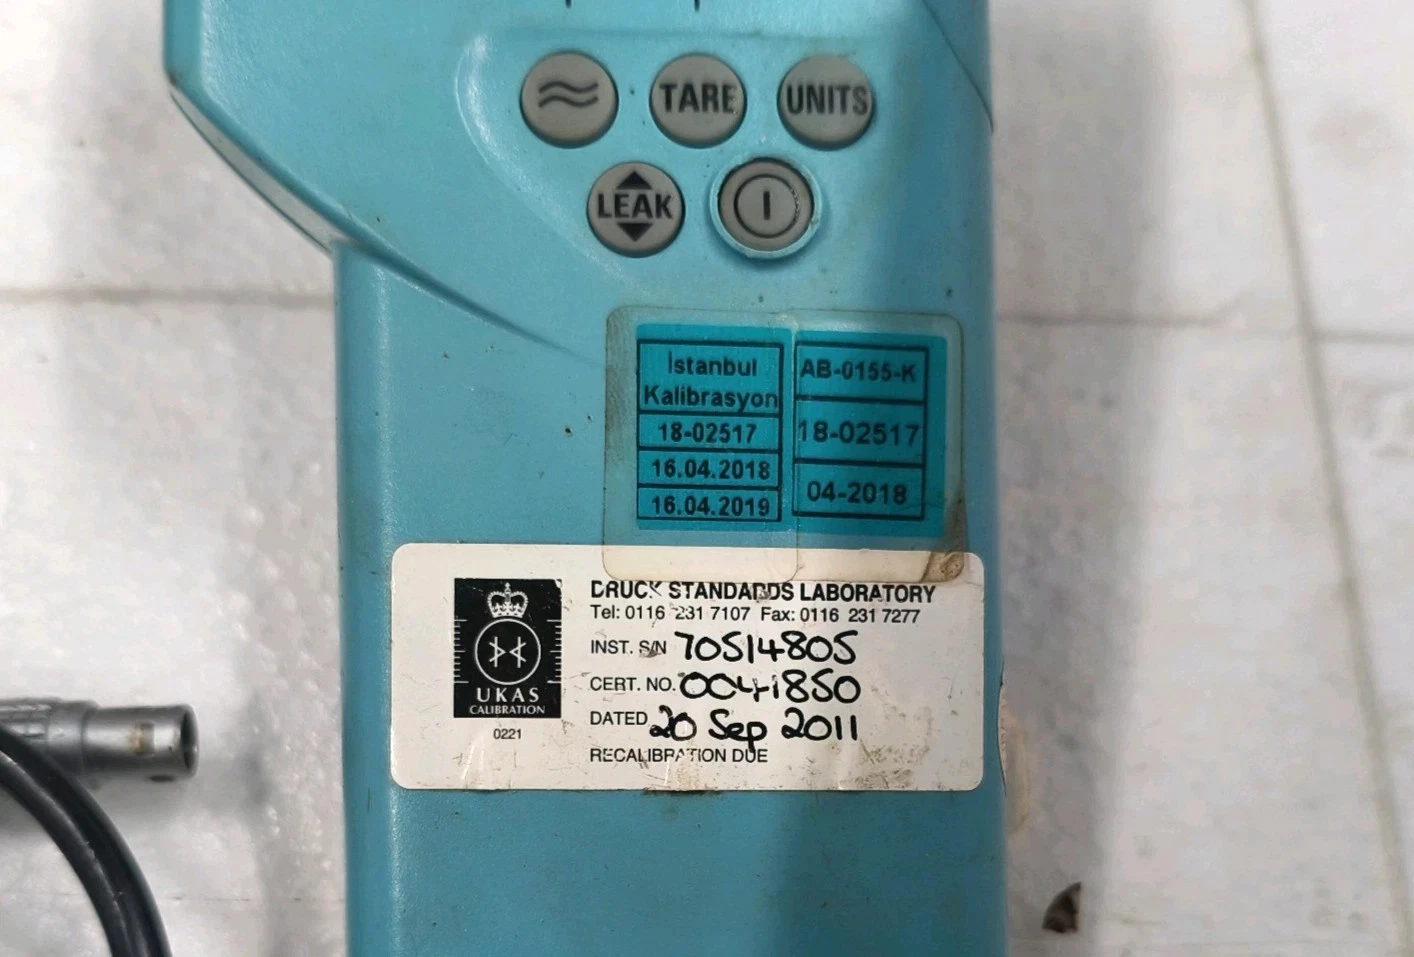 TARE
UNITS
LEAK
İstanbul
Kalibrasyon
18-02517
16.04.2018
16.04.2019
AB-0155-K
18-02517
04-2018
DRUCK STANDARDS LABORATORY
Tel: 0116 231 7107 Fax: 0116 231 7277
INST. S/N 70514805
CERT. NO. 0041850
DATED 20 Sep 2011
RECALIBRATION DUE
UKAS
CALIBRATION
0221